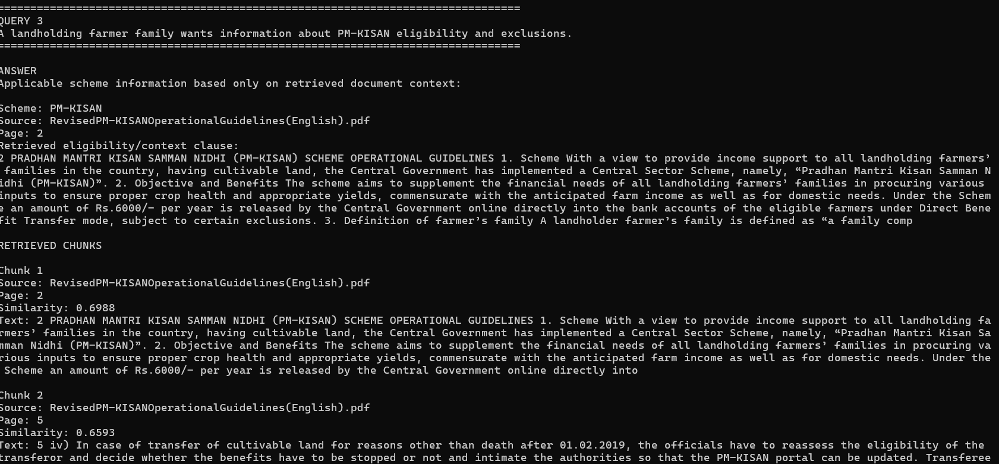 ================================================================================
QUERY 3
A landholding farmer family wants information about PM-KISAN eligibility and exclusions.
================================================================================
ANSWER
Applicable scheme information based only on retrieved document context:
Scheme: PM-KISAN
Source: RevisedPM-KISANOperationalGuidelines(English).pdf
Page: 2
Retrieved eligibility/context clause:
2 PRADHAN MANTRI KISAN SAMMAN NIDHI (PM-KISAN) SCHEME OPERATIONAL GUIDELINES 1. Scheme With a view to provide income support to all landholding farmers’
 families in the country, having cultivable land, the Central Government has implemented a Central Sector Scheme, namely, “Pradhan Mantri Kisan Samman N
idhi (PM-KISAN)”. 2. Objective and Benefits The scheme aims to supplement the financial needs of all landholding farmers’ families in procuring various
inputs to ensure proper crop health and appropriate yields, commensurate with the anticipated farm income as well as for domestic needs. Under the Schem
e an amount of Rs.6000/- per year is released by the Central Government online directly into the bank accounts of the eligible farmers under Direct Bene
fit Transfer mode, subject to certain exclusions. 3. Definition of farmer’s family A landholder farmer’s family is defined as “a family comp
RETRIEVED CHUNKS
Chunk 1
Source: RevisedPM-KISANOperationalGuidelines(English).pdf
Page: 2
Similarity: 0.6988
Text: 2 PRADHAN MANTRI KISAN SAMMAN NIDHI (PM-KISAN) SCHEME OPERATIONAL GUIDELINES 1. Scheme With a view to provide income support to all landholding fa
rmers’ families in the country, having cultivable land, the Central Government has implemented a Central Sector Scheme, namely, “Pradhan Mantri Kisan Sa
mman Nidhi (PM-KISAN)”. 2. Objective and Benefits The scheme aims to supplement the financial needs of all landholding farmers’ families in procuring va
rious inputs to ensure proper crop health and appropriate yields, commensurate with the anticipated farm income as well as for domestic needs. Under the
 Scheme an amount of Rs.6000/- per year is released by the Central Government online directly into
Chunk 2
Source: RevisedPM-KISANOperationalGuidelines(English).pdf
Page: 5
Similarity: 0.6593
Text: 5 iv) In case of transfer of cultivable land for reasons other than death after 01.02.2019, the officials have to reassess the eligibility of the
transferor and decide whether the benefits have to be stopped or not and intimate the authorities so that the PM-KISAN portal can be updated. Transferee